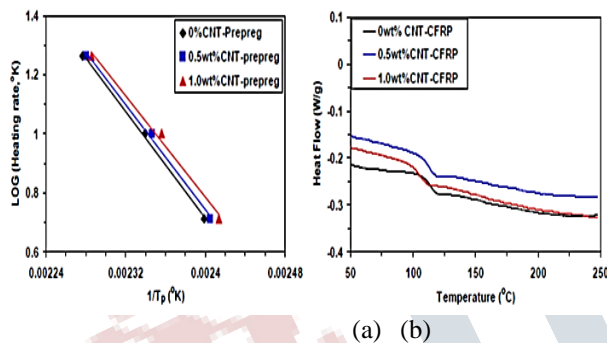 1.4
1.2
1
0.8
0.6
LOG (Heating rate,°K)
0%CNT-Prepreg
0.5wt%CNT-prepreg
1.0wt%CNT-prepreg
0.00224 0.00232 0.0024 0.00248
1/Tp (°K)
0.1
0
-0.1
-0.2
-0.3
-0.4
Heat Flow (W/g)
0wt% CNT-CFRP
0.5wt%CNT-CFRP
1.0wt%CNT-CFRP
50 100 150 200 250
Temperature (°C)
(a) (b)